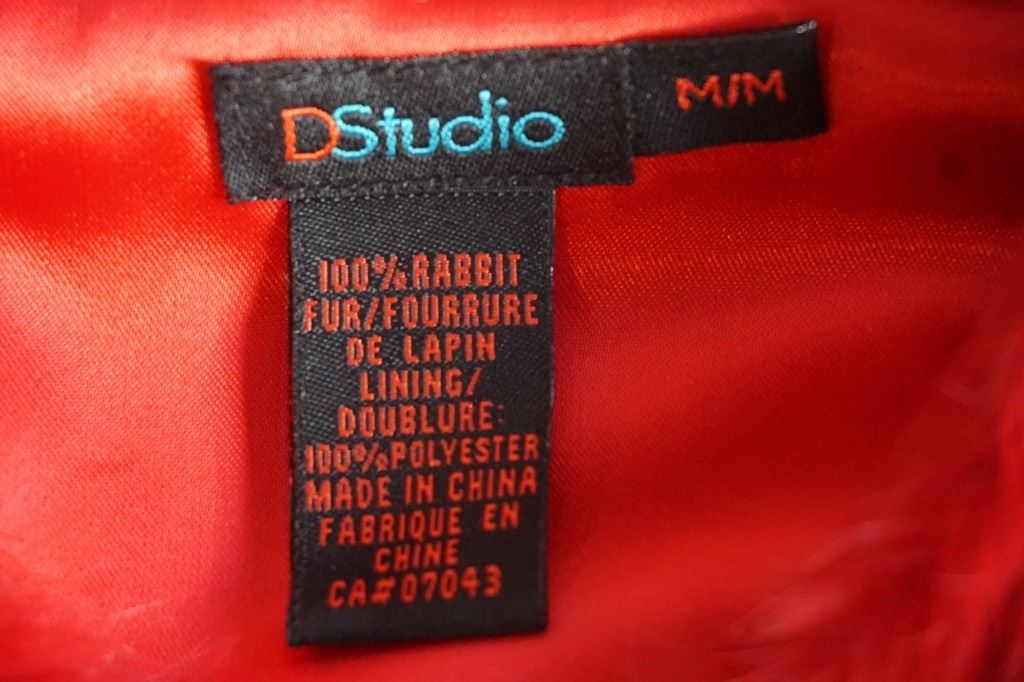 DStudio
M/M
100%RABBIT
FUR/FOURRURE
DE LAPIN
LINING/
DOUBLURE:
100%POLYESTER
MADE IN CHINA
FABRIQUE EN
CHINE
CA#07043